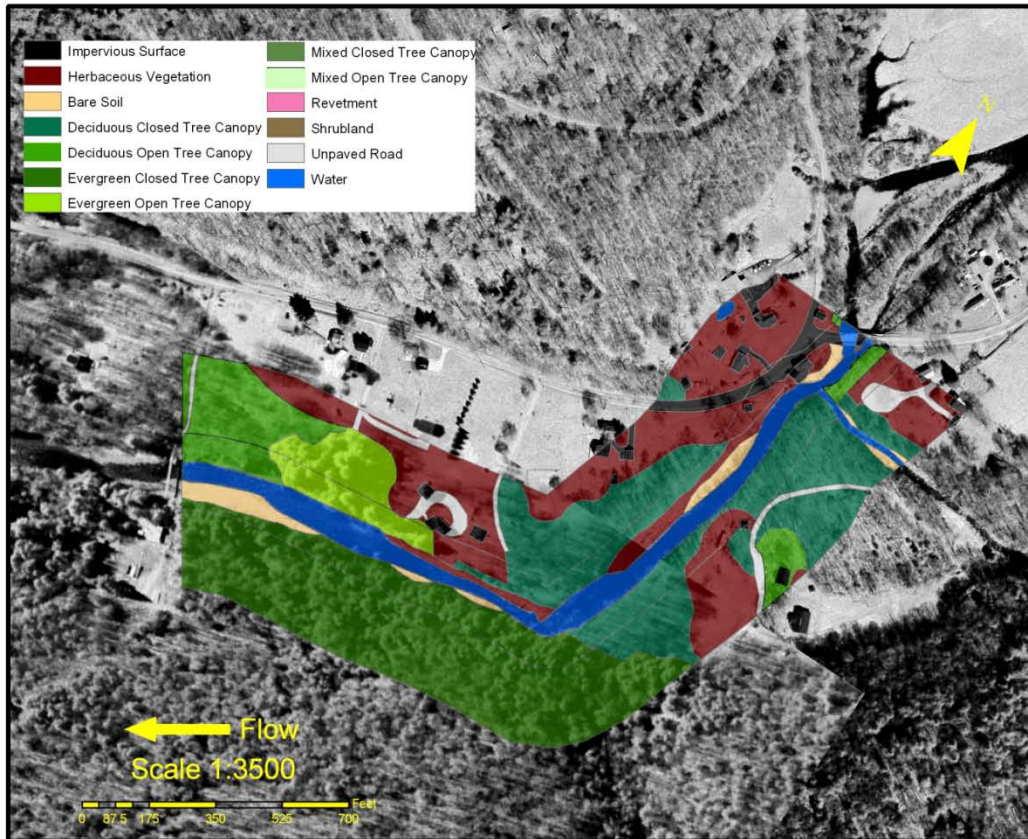 Impervious Surface
Herbaceous Vegetation
Bare Soil
Deciduous Closed Tree Canopy
Deciduous Open Tree Canopy
Evergreen Closed Tree Canopy
Evergreen Open Tree Canopy
Mixed Closed Tree Canopy
Mixed Open Tree Canopy
Revetment
Shrubland
Unpaved Road
Water
N
Flow
Scale 1:3500
Feet
0 87.5 175 350 525 700